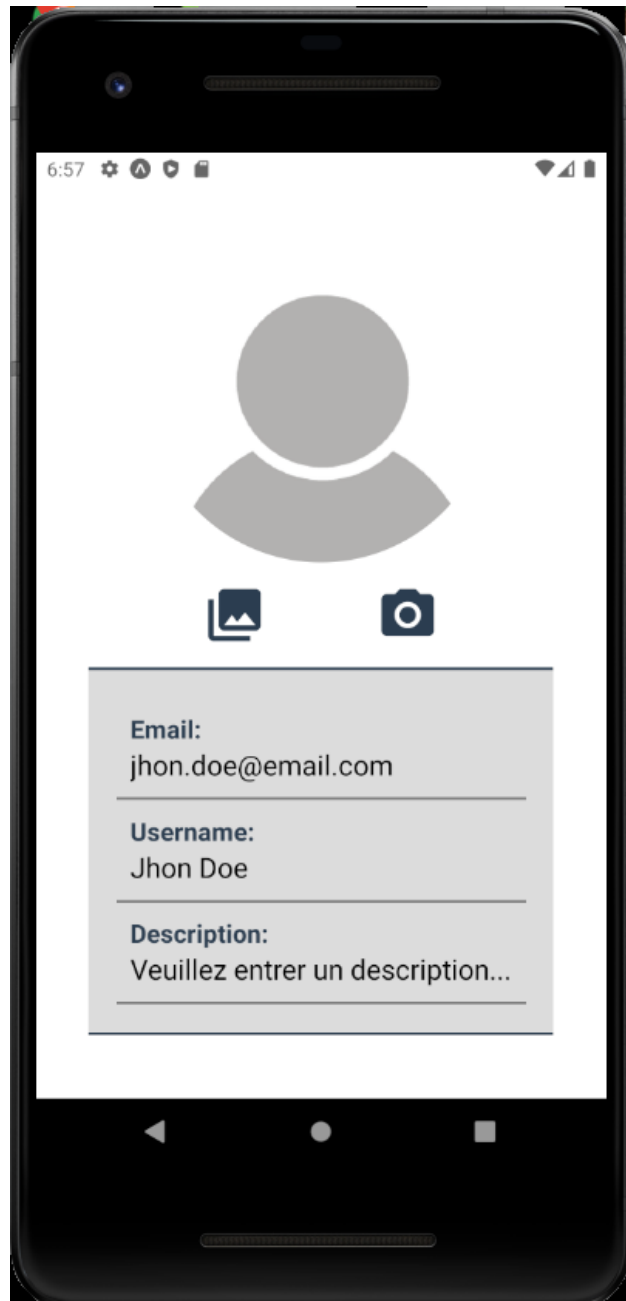 6:57
Email:
jhon.doe@email.com
Username:
Jhon Doe
Description:
Veuillez entrer un description...